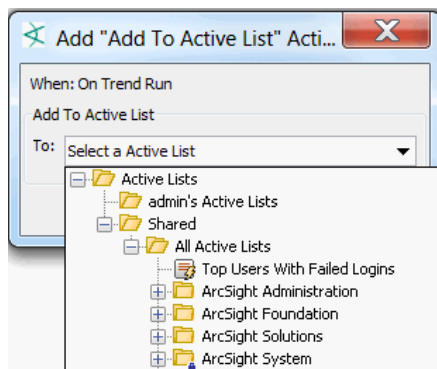 Add "Add To Active List" Acti...
When: On Trend Run
Add To Active List
To: Select a Active List
Active Lists
admin's Active Lists
Shared
All Active Lists
Top Users With Failed Logins
ArcSight Administration
ArcSight Foundation
ArcSight Solutions
ArcSight System